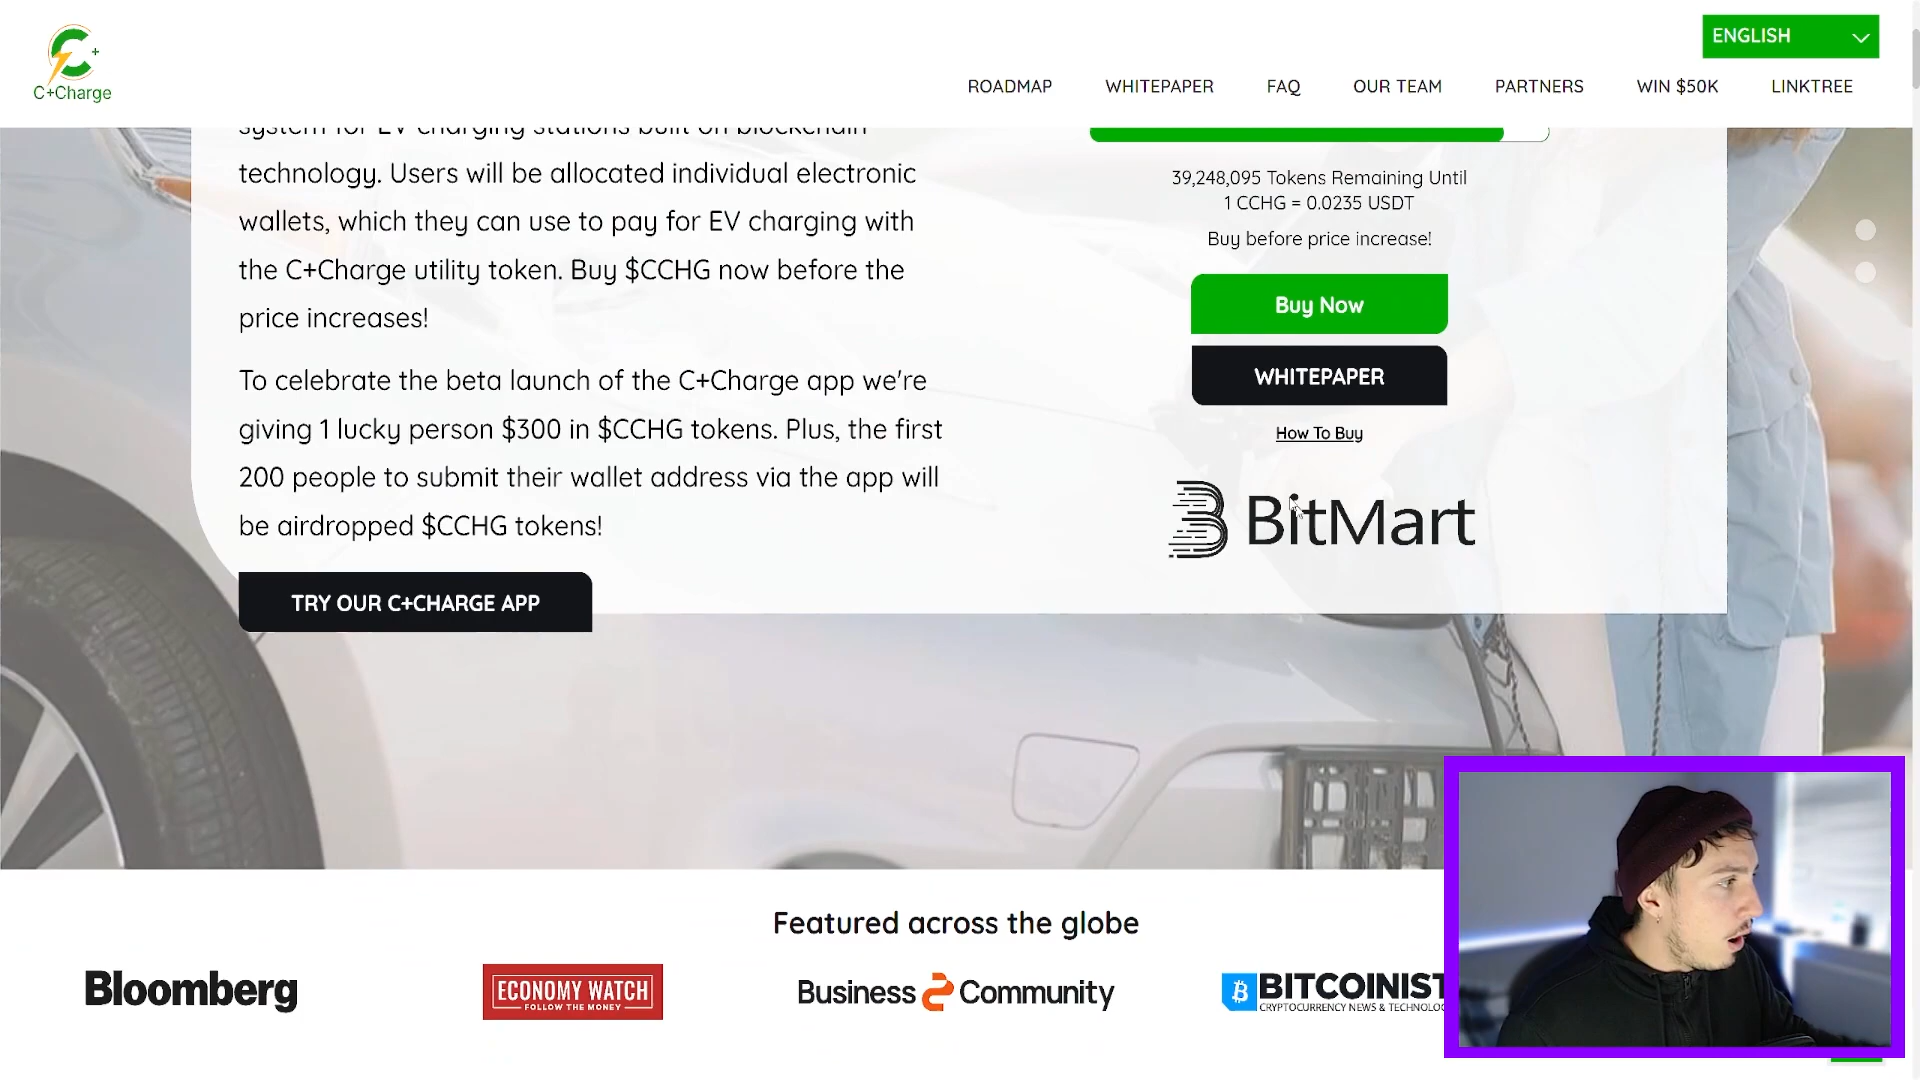 C+Charge
ENGLISH
ROADMAP WHITEPAPER FAQ OUR TEAM PARTNERS WIN $50K LINKTREE
system for EV charging stations built on blockchain
technology. Users will be allocated individual electronic
wallets, which they can use to pay for EV charging with
the C+Charge utility token. Buy $CCHG now before the
price increases!
To celebrate the beta launch of the C+Charge app we're
giving 1 lucky person $300 in $CCHG tokens. Plus, the first
200 people to submit their wallet address via the app will
be airdropped $CCHG tokens!
TRY OUR C+CHARGE APP
39,248,095 Tokens Remaining Until
1 CCHG = 0.0235 USDT
Buy before price increase!
Buy Now
WHITEPAPER
How To Buy
BitMart
Featured across the globe
Bloomberg
ECONOMY WATCH
FOLLOW THE MONEY
Business Community
BITCOINIST
CRYPTOCURRENCY NEWS &